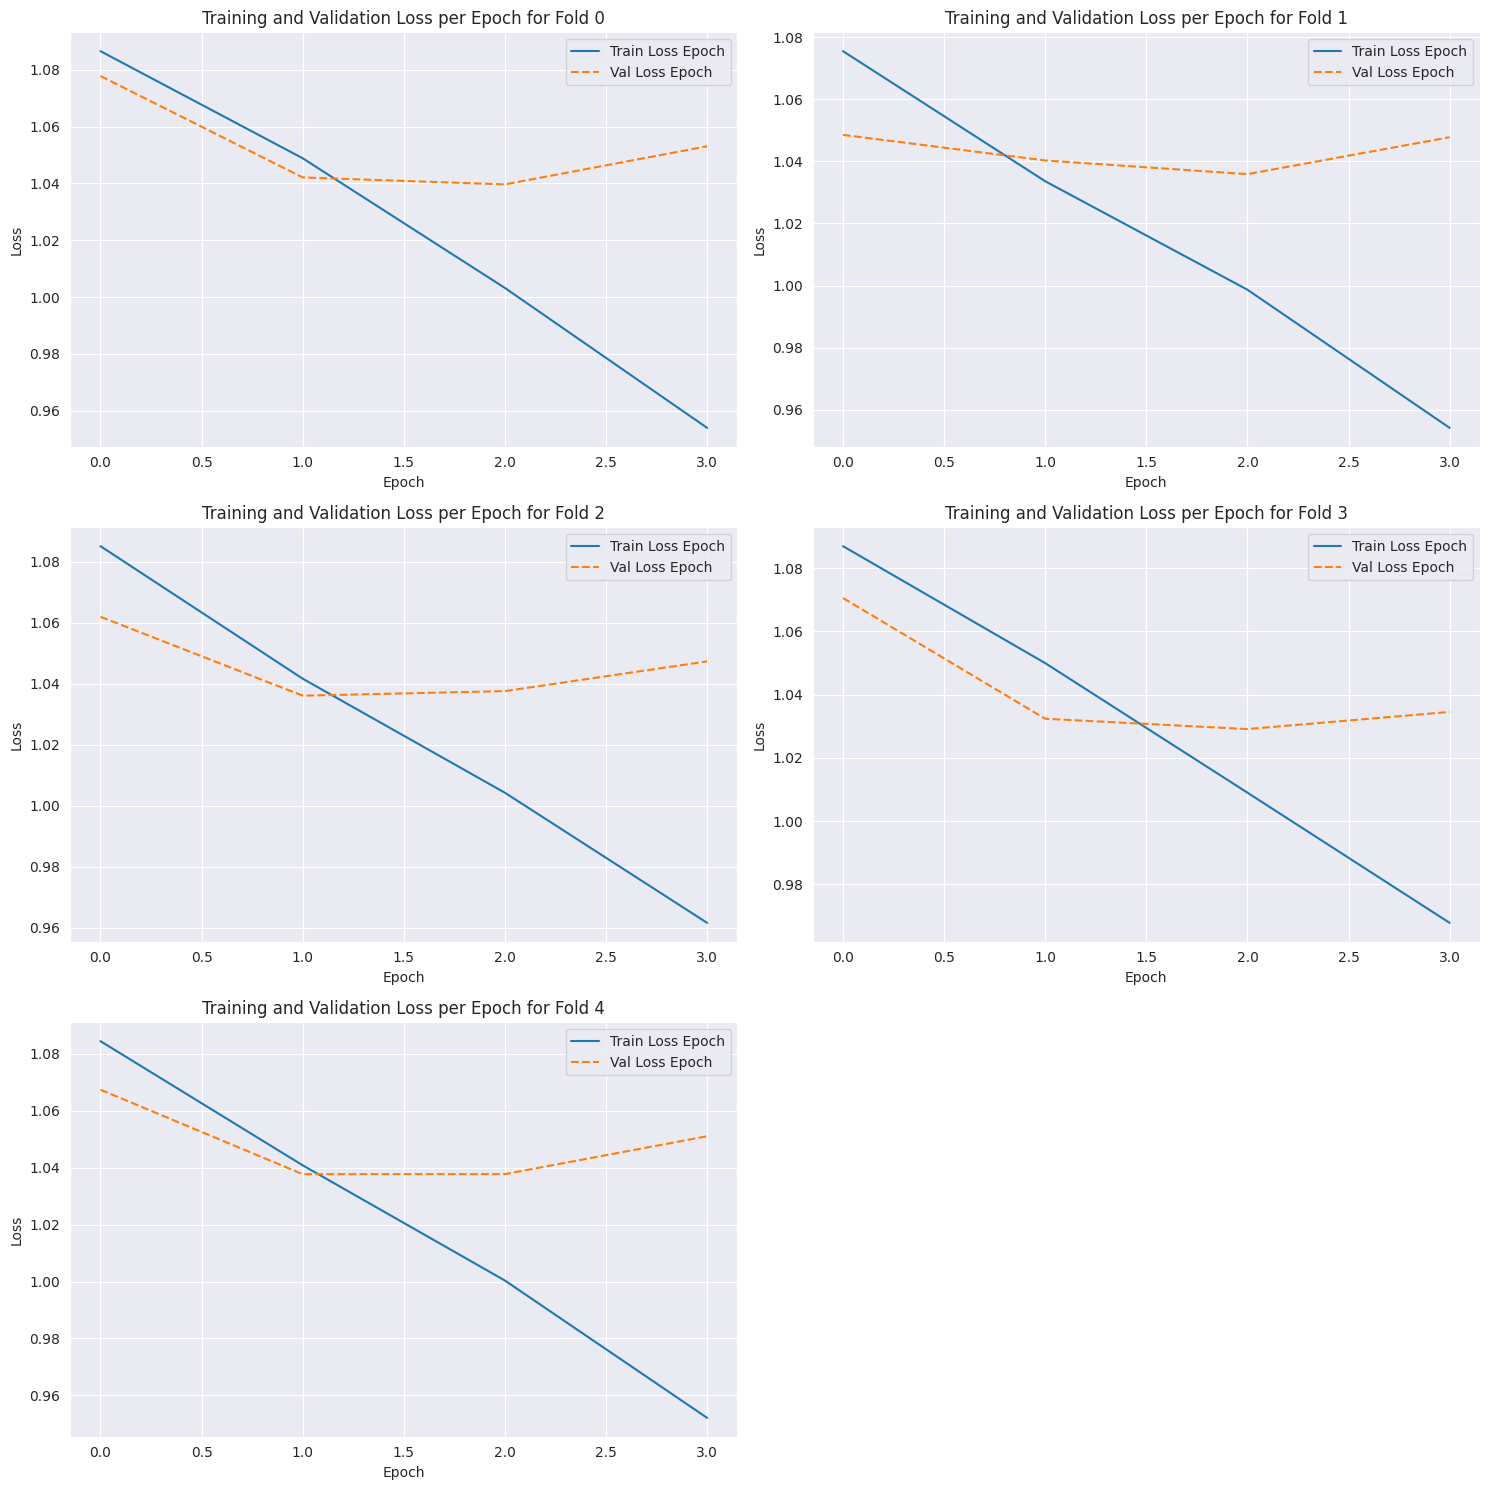 Training and Validation Loss per Epoch for Fold 0
Train Loss Epoch
Val Loss Epoch
1.08
1.06
1.04
1.02
1.00
0.98
0.96
Loss
0.0 0.5 1.0 1.5 2.0 2.5 3.0
Epoch
Training and Validation Loss per Epoch for Fold 1
Train Loss Epoch
Val Loss Epoch
1.08
1.06
1.04
1.02
1.00
0.98
0.96
Loss
0.0 0.5 1.0 1.5 2.0 2.5 3.0
Epoch
Training and Validation Loss per Epoch for Fold 2
Train Loss Epoch
Val Loss Epoch
1.08
1.06
1.04
1.02
1.00
0.98
0.96
Loss
0.0 0.5 1.0 1.5 2.0 2.5 3.0
Epoch
Training and Validation Loss per Epoch for Fold 3
Train Loss Epoch
Val Loss Epoch
1.08
1.06
1.04
1.02
1.00
0.98
Loss
0.0 0.5 1.0 1.5 2.0 2.5 3.0
Epoch
Training and Validation Loss per Epoch for Fold 4
Train Loss Epoch
Val Loss Epoch
1.08
1.06
1.04
1.02
1.00
0.98
0.96
Loss
0.0 0.5 1.0 1.5 2.0 2.5 3.0
Epoch